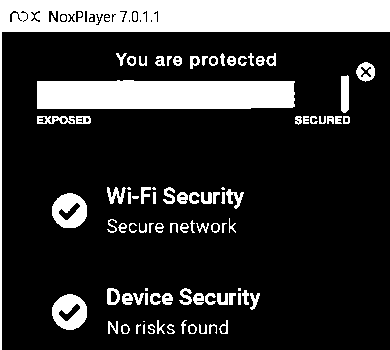 nox NoxPlayer 7.0.1.1
You are protected
EXPOSED
SECURED
Wi-Fi Security
Secure network
Device Security
No risks found